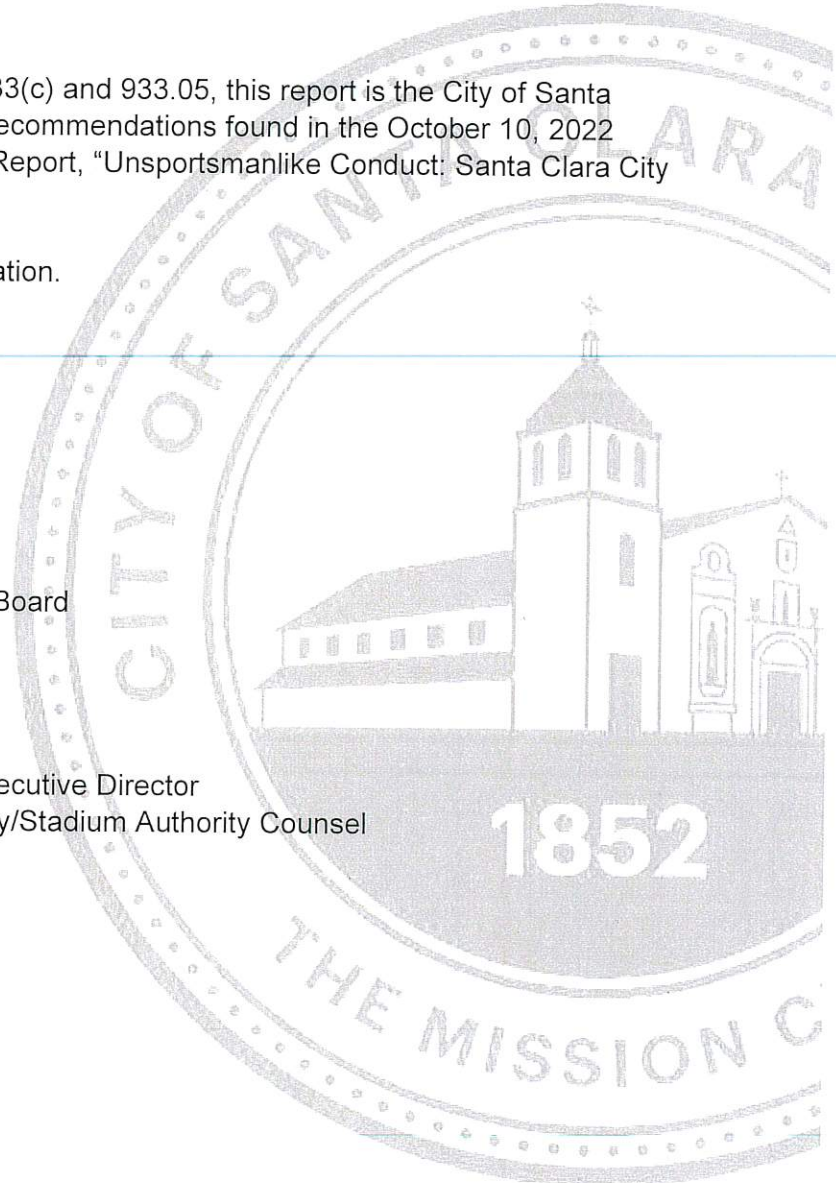 33(c) and 933.05, this report is the City of Santa
ecommendations found in the October 10, 2022
Report, “Unsportsmanlike Conduct: Santa Clara City
ation.
Board
ecutive Director
y/Stadium Authority Counsel
CITY OF SANTA CLARA
1852
THE MISSION C